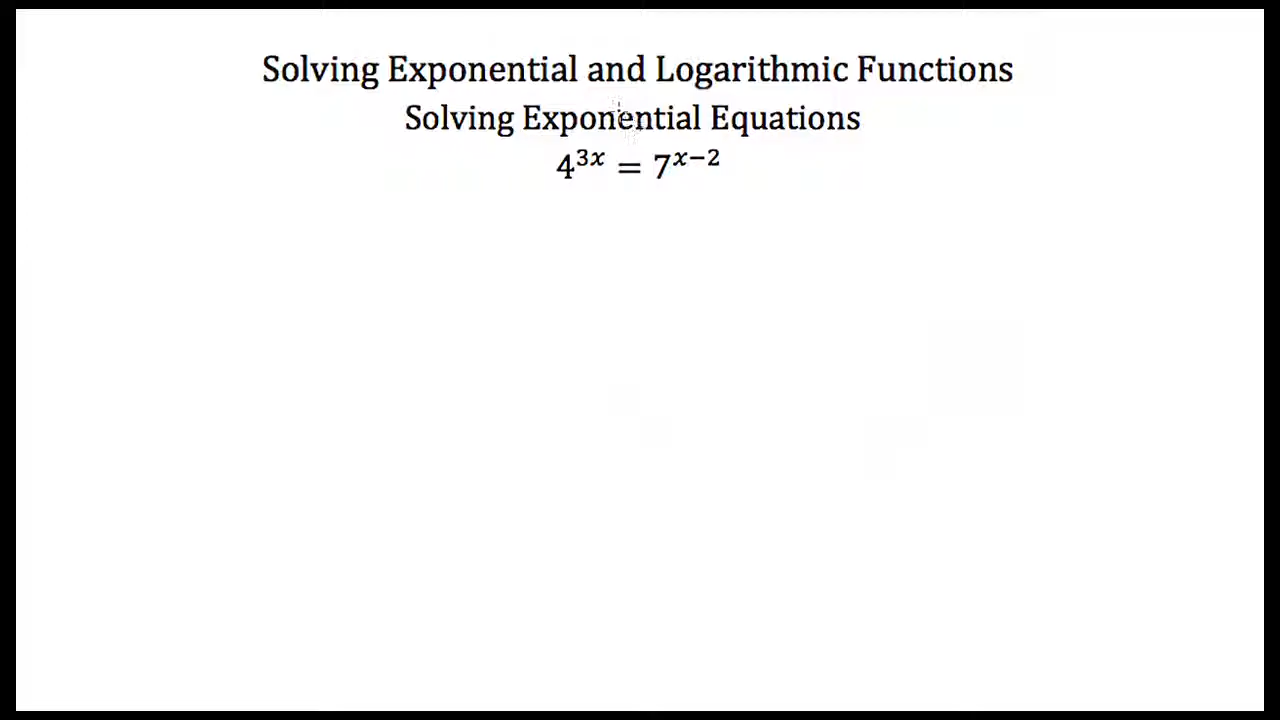 Solving Exponential and Logarithmic Functions
Solving Exponential Equations
4^{3x} = 7^{x−2}